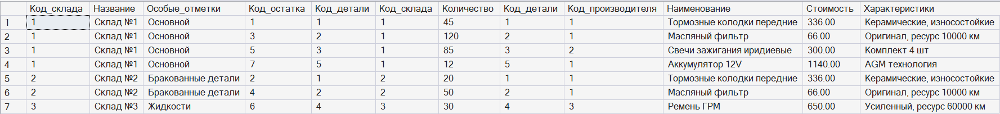 Код_склада Название Особые_отметки Код_остатка Код_детали Код_склада Количество Код_детали Код_производителя Наименование Стоимость Характеристики
1 1 Склад №1 Основной 1 1 1 45 1 1 Тормозные колодки передние 336.00 Керамические, износостойкие
2 1 Склад №1 Основной 3 2 1 120 2 1 Масляный фильтр 66.00 Оригинал, ресурс 10000 км
3 1 Склад №1 Основной 5 3 1 85 3 2 Свечи зажигания иридиевые 300.00 Комплект 4 шт
4 1 Склад №1 Основной 7 5 1 12 5 1 Аккумулятор 12V 1140.00 AGM технология
5 2 Склад №2 Бракованные детали 2 1 2 20 1 1 Тормозные колодки передние 336.00 Керамические, износостойкие
6 2 Склад №2 Бракованные детали 4 2 2 50 2 1 Масляный фильтр 66.00 Оригинал, ресурс 10000 км
7 3 Склад №3 Жидкости 6 4 3 30 4 3 Ремень ГРМ 650.00 Усиленный, ресурс 60000 км